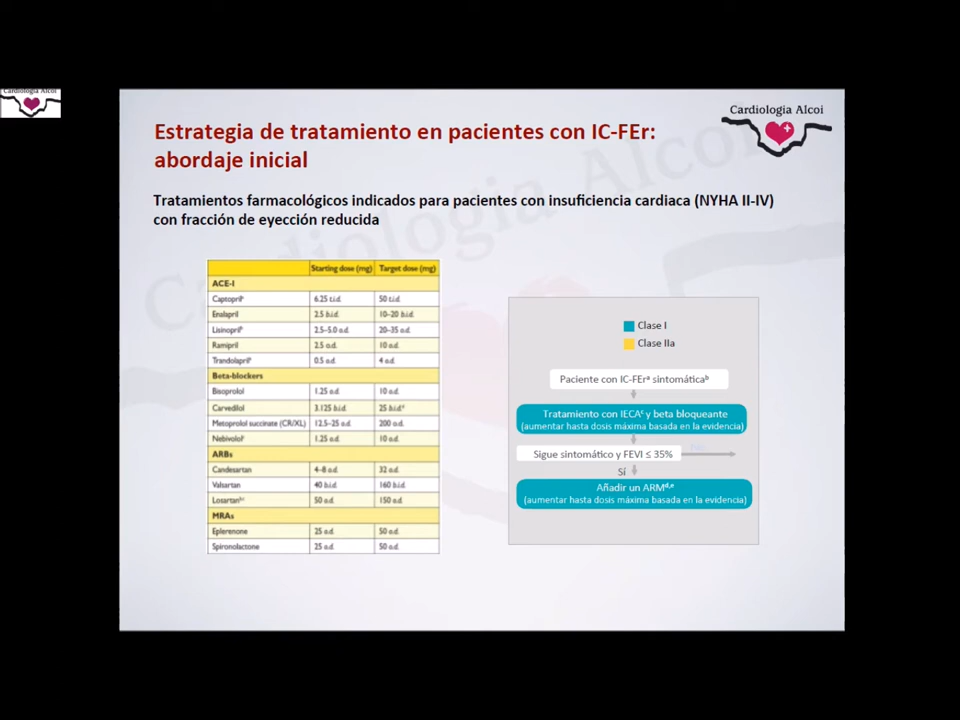 Cardiologia Alcoi
Cardiologia Alcoi
Estrategia de tratamiento en pacientes con IC-FEr:
abordaje inicial
Tratamientos farmacológicos indicados para pacientes con insuficiencia cardiaca (NYHA II-IV)
con fracción de eyección reducida
Starting dose (mg) Target dose (mg)
ACE-I
Captopril 6.25 t.i.d. 50 t.i.d.
Enalapril 2.5 b.i.d. 10–20 b.i.d.
Lisinopril 2.5–5.0 o.d. 20–35 o.d.
Ramipril 2.5 o.d. 10 o.d.
Trandolapril 0.5 o.d. 4 o.d.
Beta-blockers
Bisoprolol 1.25 o.d. 10 o.d.
Carvedilol 3.125 b.i.d. 25 b.i.d.
Metoprolol succinate (CR/XL) 12.5–25 o.d. 200 o.d.
Nebivolol 1.25 o.d. 10 o.d.
ARBs
Candesartan 4–8 o.d. 32 o.d.
Valsartan 40 b.i.d. 160 b.i.d.
Losartan 50 o.d. 150 o.d.
MRAs
Eplerenone 25 o.d. 50 o.d.
Spironolactone 25 o.d. 50 o.d.
Clase I
Clase IIa
Paciente con IC-FErᵃ sintomáticaᵇ
Tratamiento con IECAᶜ y beta bloqueante
(aumentar hasta dosis máxima basada en la evidencia)
Sigue sintomático y FEVI ≤ 35%
Sí
Añadir un ARMᵈ,ᵉ
(aumentar hasta dosis máxima basada en la evidencia)
Cardiologia Alcoi